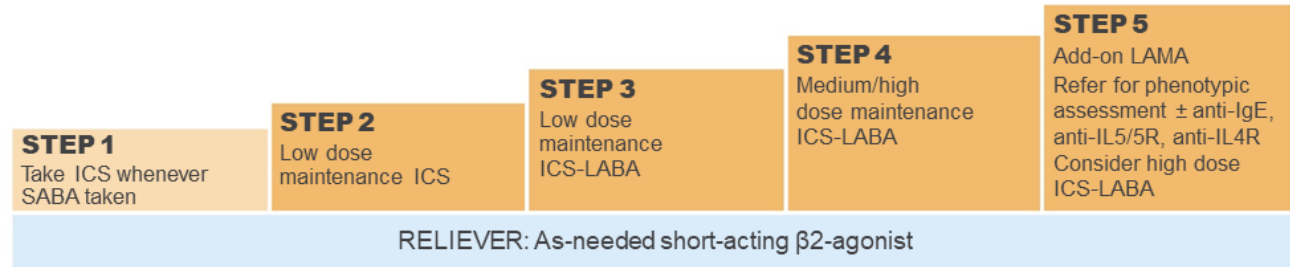 STEP 1
Take ICS whenever
SABA taken
STEP 2
Low dose
maintenance ICS
STEP 3
Low dose
maintenance
ICS-LABA
STEP 4
Medium/high
dose maintenance
ICS-LABA
STEP 5
Add-on LAMA
Refer for phenotypic
assessment ± anti-IgE,
anti-IL5/5R, anti-IL4R
Consider high dose
ICS-LABA
RELIEVER: As-needed short-acting β2-agonist